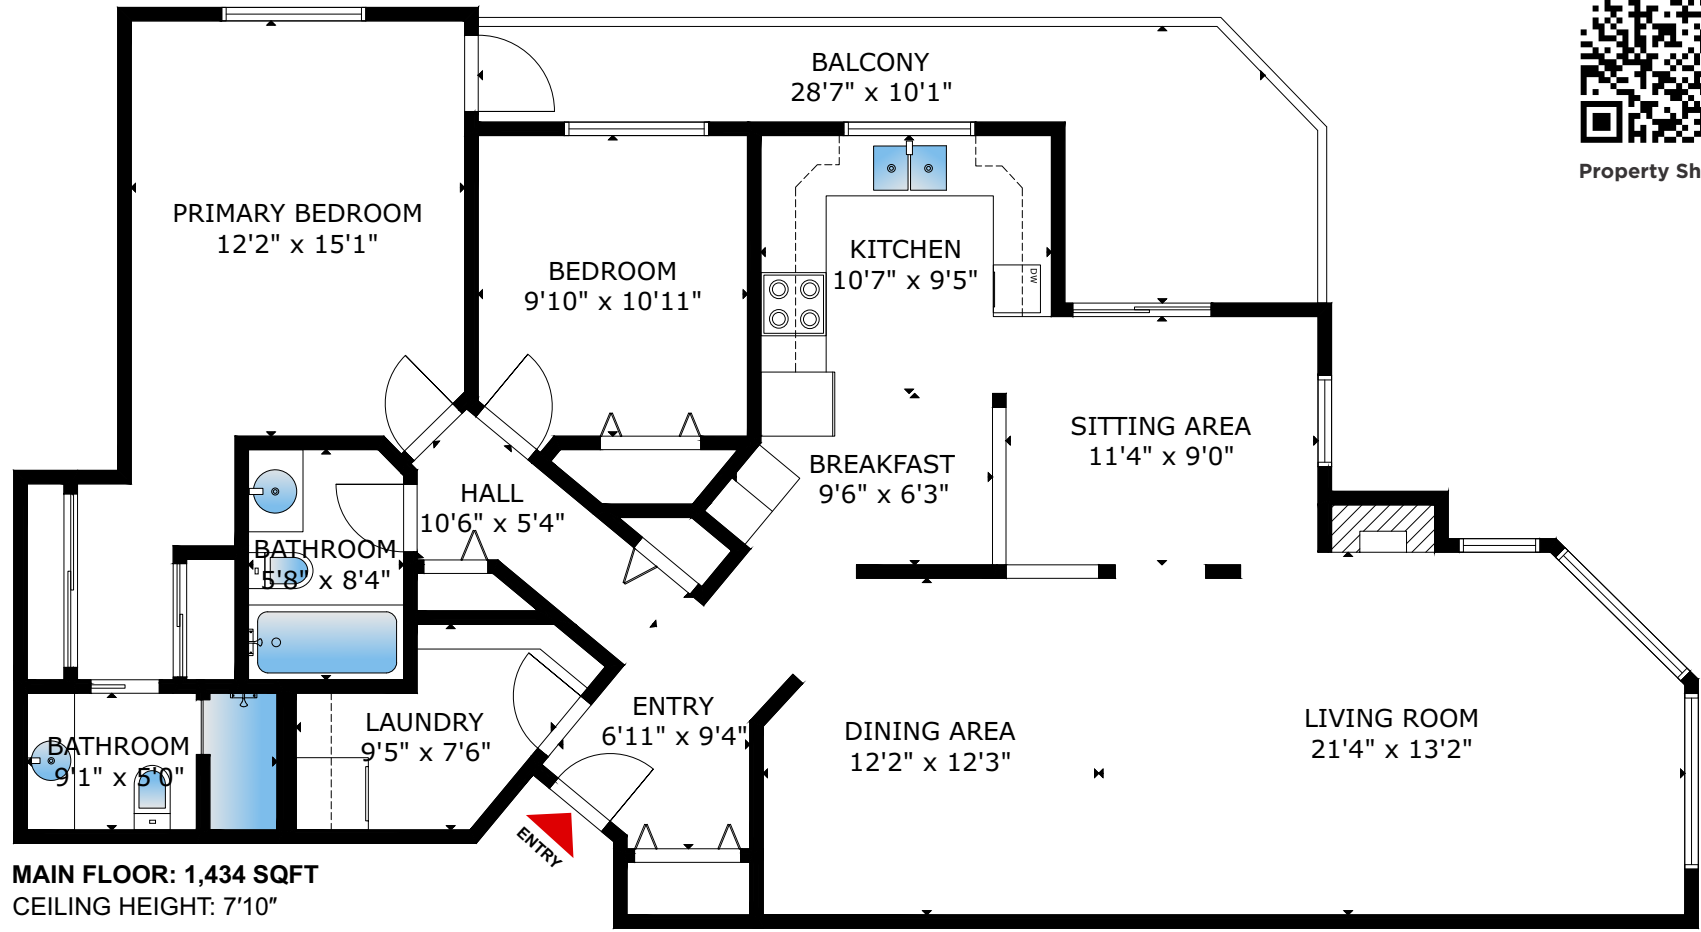 BALCONY
28'7" x 10'1"
Property Sh
PRIMARY BEDROOM
12'2" x 15'1"
BEDROOM
9'10" x 10'11"
KITCHEN
10'7" x 9'5"
DW
SITTING AREA
11'4" x 9'0"
BREAKFAST
9'6" x 6'3"
HALL
10'6" x 5'4"
BATHROOM
5'8" x 8'4"
BATHROOM
9'1" x 5'0"
LAUNDRY
9'5" x 7'6"
ENTRY
6'11" x 9'4"
DINING AREA
12'2" x 12'3"
LIVING ROOM
21'4" x 13'2"
ENTRY
MAIN FLOOR: 1,434 SQFT
CEILING HEIGHT: 7'10"